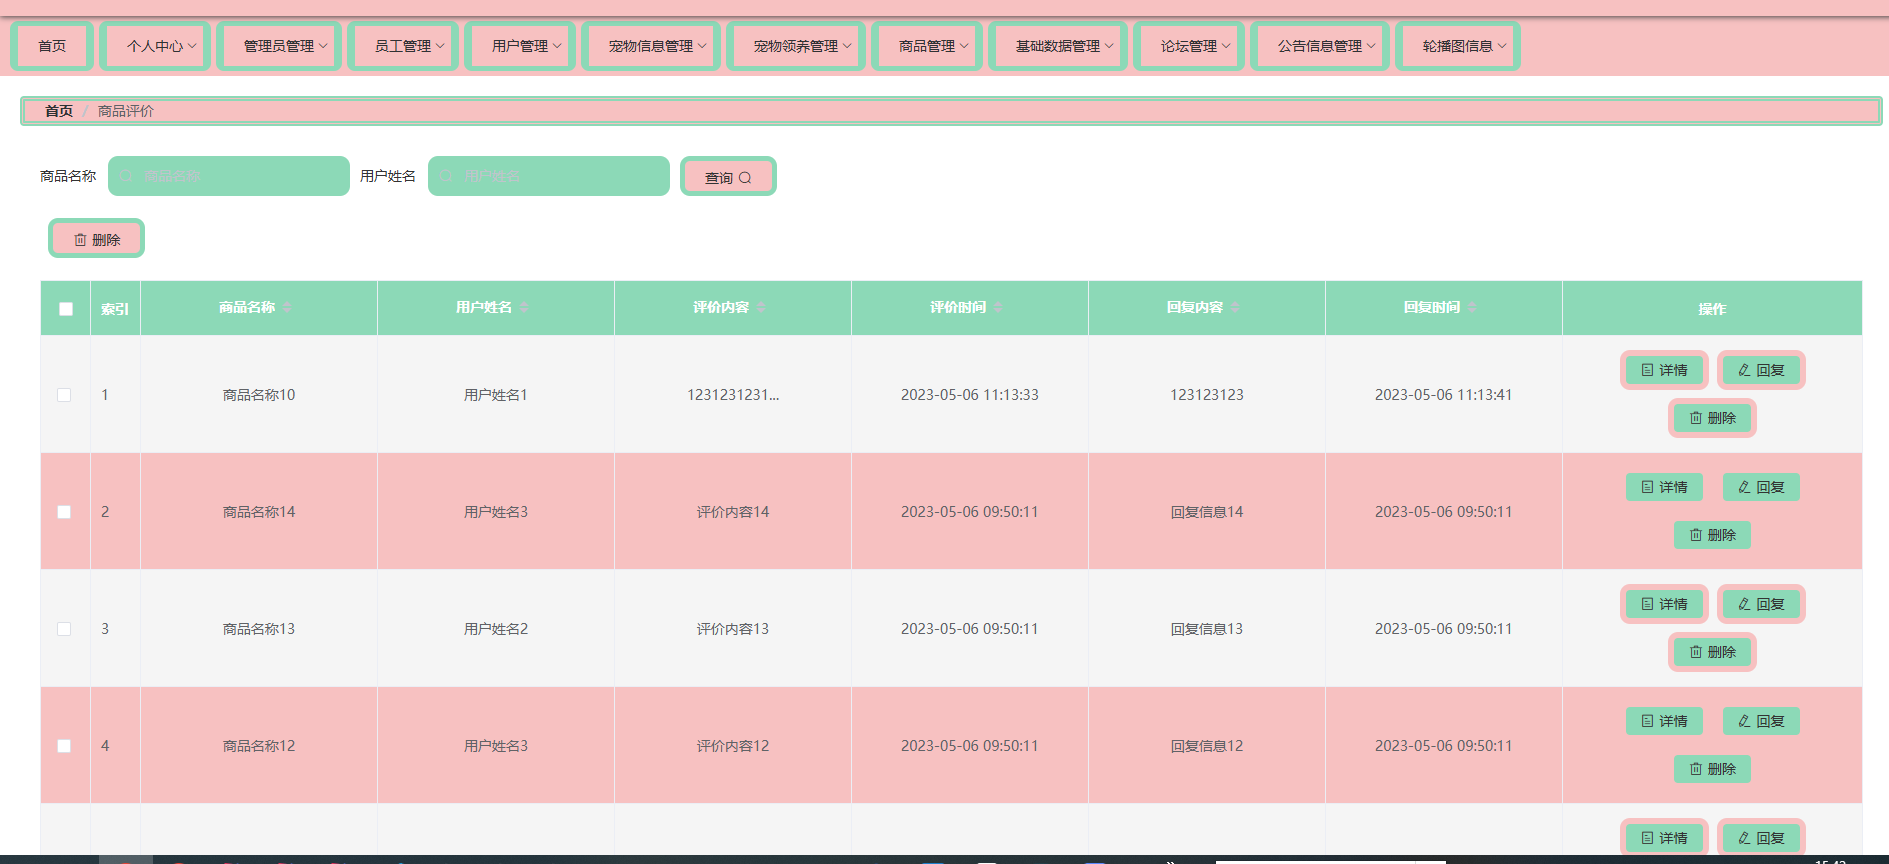 首页 个人中心 管理员管理 员工管理 用户管理 宠物信息管理 宠物领养管理 商品管理 基础数据管理 论坛管理 公告信息管理 轮播图信息
首页 / 商品评价
商品名称 商品名称 用户姓名 用户姓名 查询
删除
索引 商品名称 用户姓名 评价内容 评价时间 回复内容 回复时间 操作
1 商品名称10 用户姓名1 1231231231... 2023-05-06 11:13:33 123123123 2023-05-06 11:13:41 详情 回复
删除
2 商品名称14 用户姓名3 评价内容14 2023-05-06 09:50:11 回复信息14 2023-05-06 09:50:11 详情 回复
删除
3 商品名称13 用户姓名2 评价内容13 2023-05-06 09:50:11 回复信息13 2023-05-06 09:50:11 详情 回复
删除
4 商品名称12 用户姓名3 评价内容12 2023-05-06 09:50:11 回复信息12 2023-05-06 09:50:11 详情 回复
删除
详情 回复